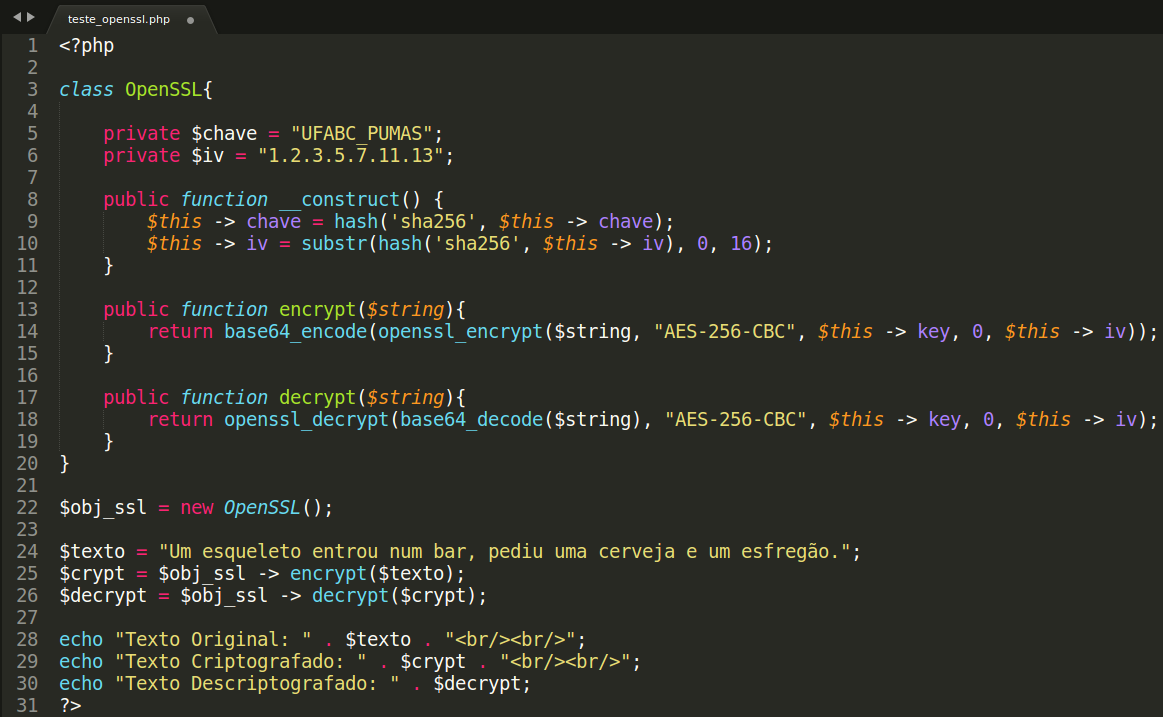 teste_openssl.php
1 <?php
2
3 class OpenSSL{
4
5     private $chave = "UFABC_PUMAS";
6     private $iv = "1.2.3.5.7.11.13";
7
8     public function __construct() {
9         $this -> chave = hash('sha256', $this -> chave);
10         $this -> iv = substr(hash('sha256', $this -> iv), 0, 16);
11     }
12
13     public function encrypt($string){
14         return base64_encode(openssl_encrypt($string, "AES-256-CBC", $this -> key, 0, $this -> iv));
15     }
16
17     public function decrypt($string){
18         return openssl_decrypt(base64_decode($string), "AES-256-CBC", $this -> key, 0, $this -> iv);
19     }
20 }
21
22 $obj_ssl = new OpenSSL();
23
24 $texto = "Um esqueleto entrou num bar, pediu uma cerveja e um esfregão.";
25 $crypt = $obj_ssl -> encrypt($texto);
26 $decrypt = $obj_ssl -> decrypt($crypt);
27
28 echo "Texto Original: " . $texto . "<br/><br/>";
29 echo "Texto Criptografado: " . $crypt . "<br/><br/>";
30 echo "Texto Descriptografado: " . $decrypt;
31 ?>